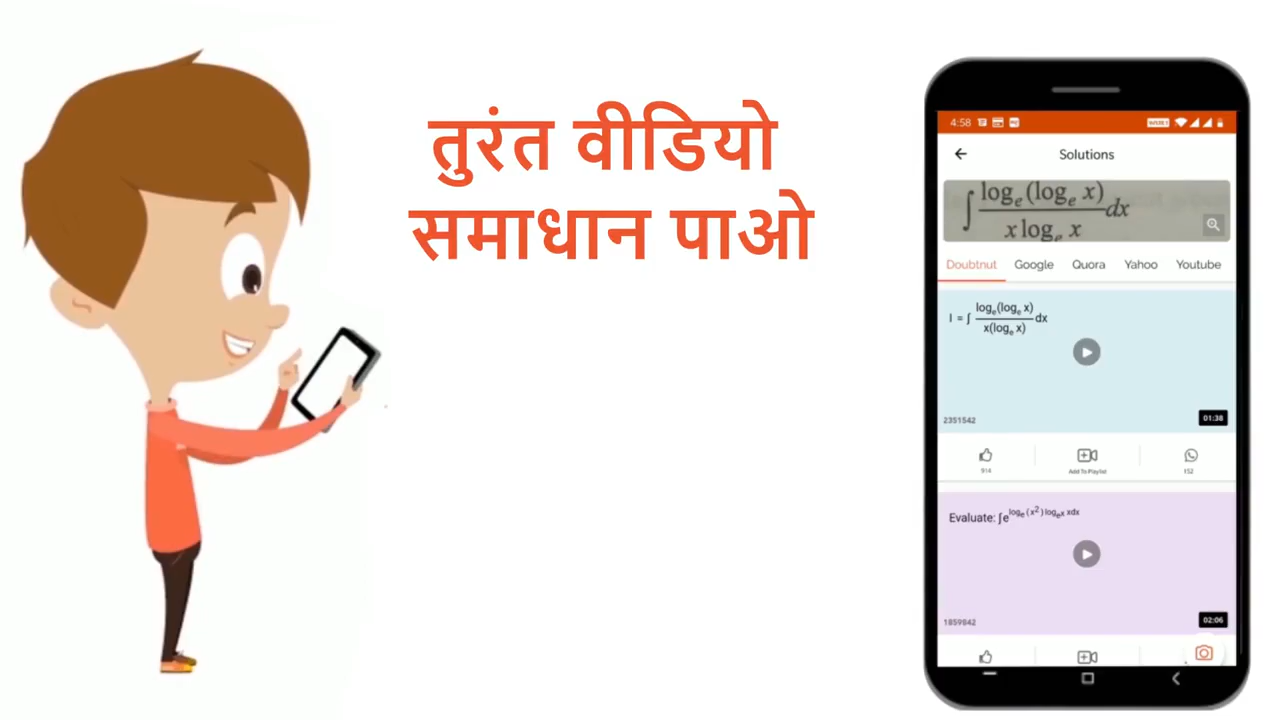 तुरंत वीडियो
समाधान पाओ
4:58
Solutions
∫ logₑ(logₑ x) / x logₑ x dx
Doubtnut Google Quora Yahoo Youtube
I = ∫ logₑ(logₑ x) / x(logₑ x) dx
2351542
01:38
914
Add To Playlist
152
Evaluate: ∫e^logₑ(x²) logₑx xdx
1859842
02:06